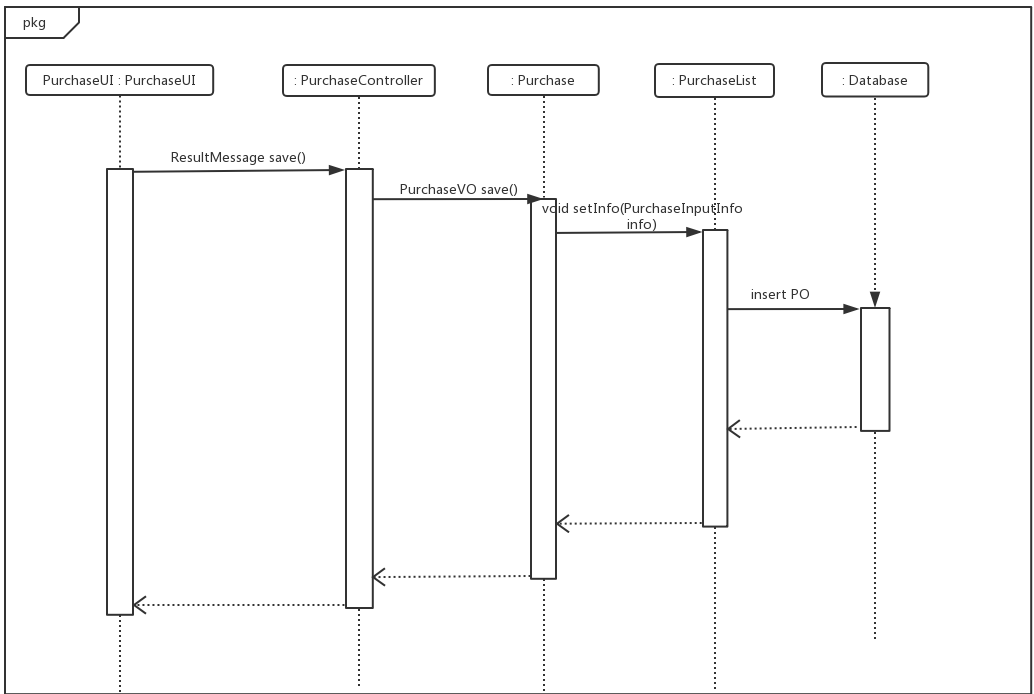 pkg
PurchaseUI : PurchaseUI
: PurchaseController
: Purchase
: PurchaseList
: Database
ResultMessage save()
PurchaseVO save()
void setInfo(PurchaseInputInfo
info)
insert PO